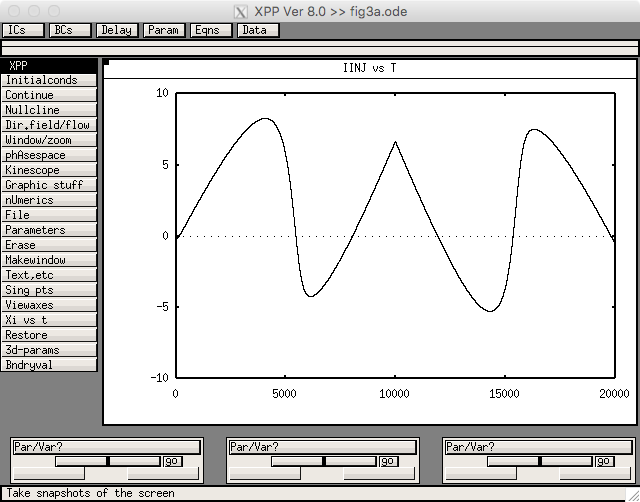 XPP Ver 8.0 >> fig3a.ode
ICs BCs Delay Param Eqns Data
XPP
Initialconds
Continue
Nullcline
Dir.field/flow
Window/zoom
phAsespace
Kinescope
Graphic stuff
nUmerics
File
Parameters
Erase
Makewindow
Text,etc
Sing pts
Viewaxes
Xi vs t
Restore
3d-params
Bndryval
IINJ vs T
10
5
0
-5
-10
0 5000 10000 15000 20000
Par/Var? Par/Var? Par/Var?
go go go
Take snapshots of the screen